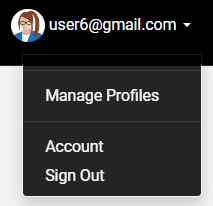 user6@gmail.com
Manage Profiles
Account
Sign Out